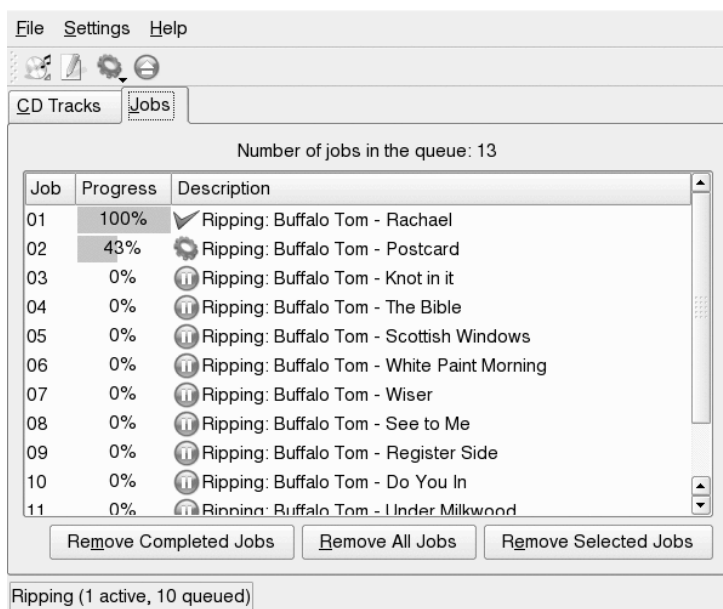 File Settings Help
CD Tracks Jobs
Number of jobs in the queue: 13
Job Progress Description
01 100% Ripping: Buffalo Tom - Rachael
02 43% Ripping: Buffalo Tom - Postcard
03 0% Ripping: Buffalo Tom - Knot in it
04 0% Ripping: Buffalo Tom - The Bible
05 0% Ripping: Buffalo Tom - Scottish Windows
06 0% Ripping: Buffalo Tom - White Paint Morning
07 0% Ripping: Buffalo Tom - Wiser
08 0% Ripping: Buffalo Tom - See to Me
09 0% Ripping: Buffalo Tom - Register Side
10 0% Ripping: Buffalo Tom - Do You In
11 0% Ripping: Buffalo Tom - Under Milkwood
Remove Completed Jobs Remove All Jobs Remove Selected Jobs
Ripping (1 active, 10 queued)